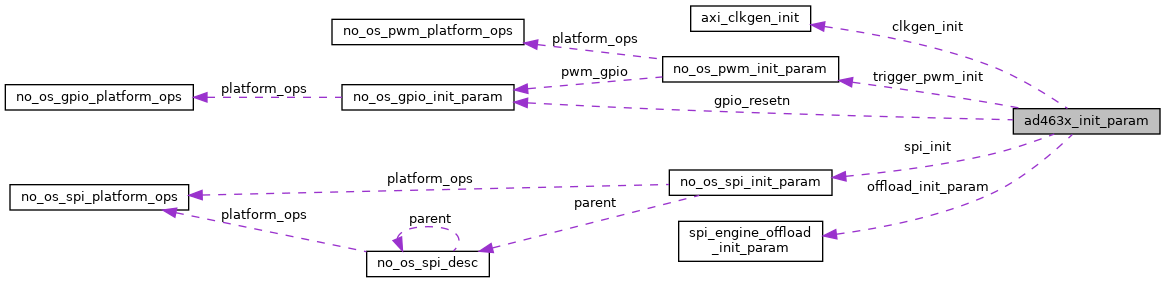 axi_clkgen_init
clkgen_init
no_os_pwm_platform_ops
platform_ops
no_os_pwm_init_param
trigger_pwm_init
pwm_gpio
no_os_gpio_platform_ops
platform_ops
no_os_gpio_init_param
gpio_resetn
ad463x_init_param
spi_init
platform_ops
no_os_spi_init_param
no_os_spi_platform_ops
offload_init_param
parent
platform_ops
parent
spi_engine_offload
_init_param
no_os_spi_desc